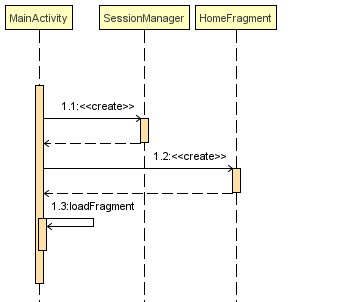 MainActivity
SessionManager
HomeFragment
1.1:<<create>>
1.2:<<create>>
1.3:loadFragment